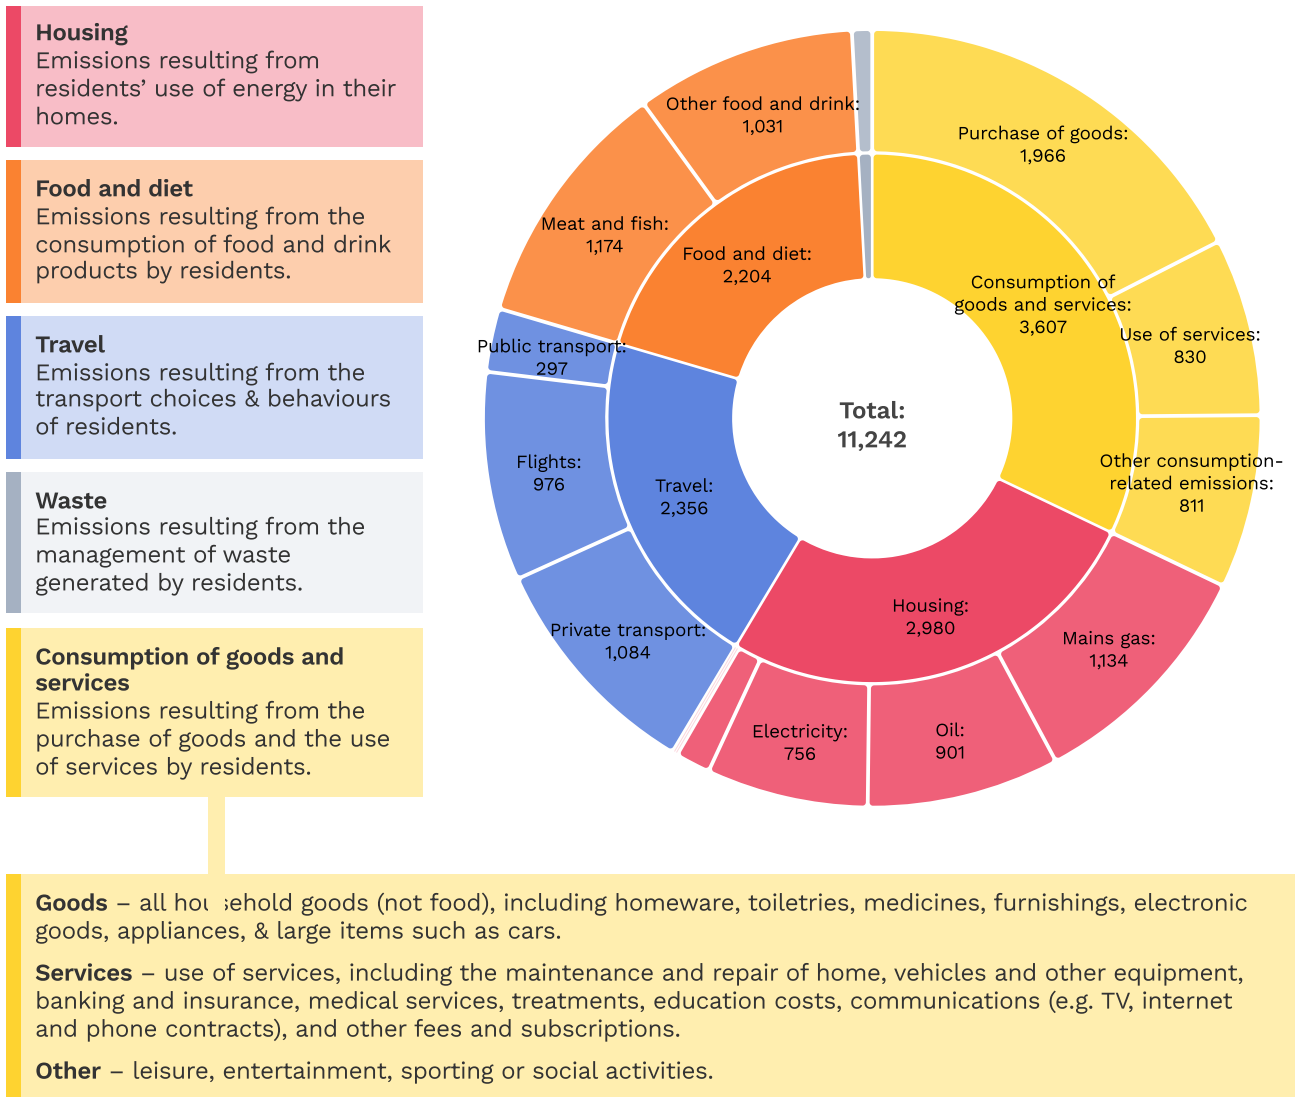 Housing
Emissions resulting from
residents’ use of energy in their
homes.
Food and diet
Emissions resulting from the
consumption of food and drink
products by residents.
Travel
Emissions resulting from the
transport choices & behaviours
of residents.
Waste
Emissions resulting from the
management of waste
generated by residents.
Consumption of goods and
services
Emissions resulting from the
purchase of goods and the use
of services by residents.
Other food and drink:
1,031
Purchase of goods:
1,966
Meat and fish:
1,174
Food and diet:
2,204
Consumption of
goods and services:
3,607
Use of services:
830
Public transport:
297
Total:
11,242
Flights:
976
Travel:
2,356
Other consumption-
related emissions:
811
Housing:
2,980
Private transport:
1,084
Mains gas:
1,134
Electricity:
756
Oil:
901
Goods – all household goods (not food), including homeware, toiletries, medicines, furnishings, electronic
goods, appliances, & large items such as cars.
Services – use of services, including the maintenance and repair of home, vehicles and other equipment,
banking and insurance, medical services, treatments, education costs, communications (e.g. TV, internet
and phone contracts), and other fees and subscriptions.
Other – leisure, entertainment, sporting or social activities.